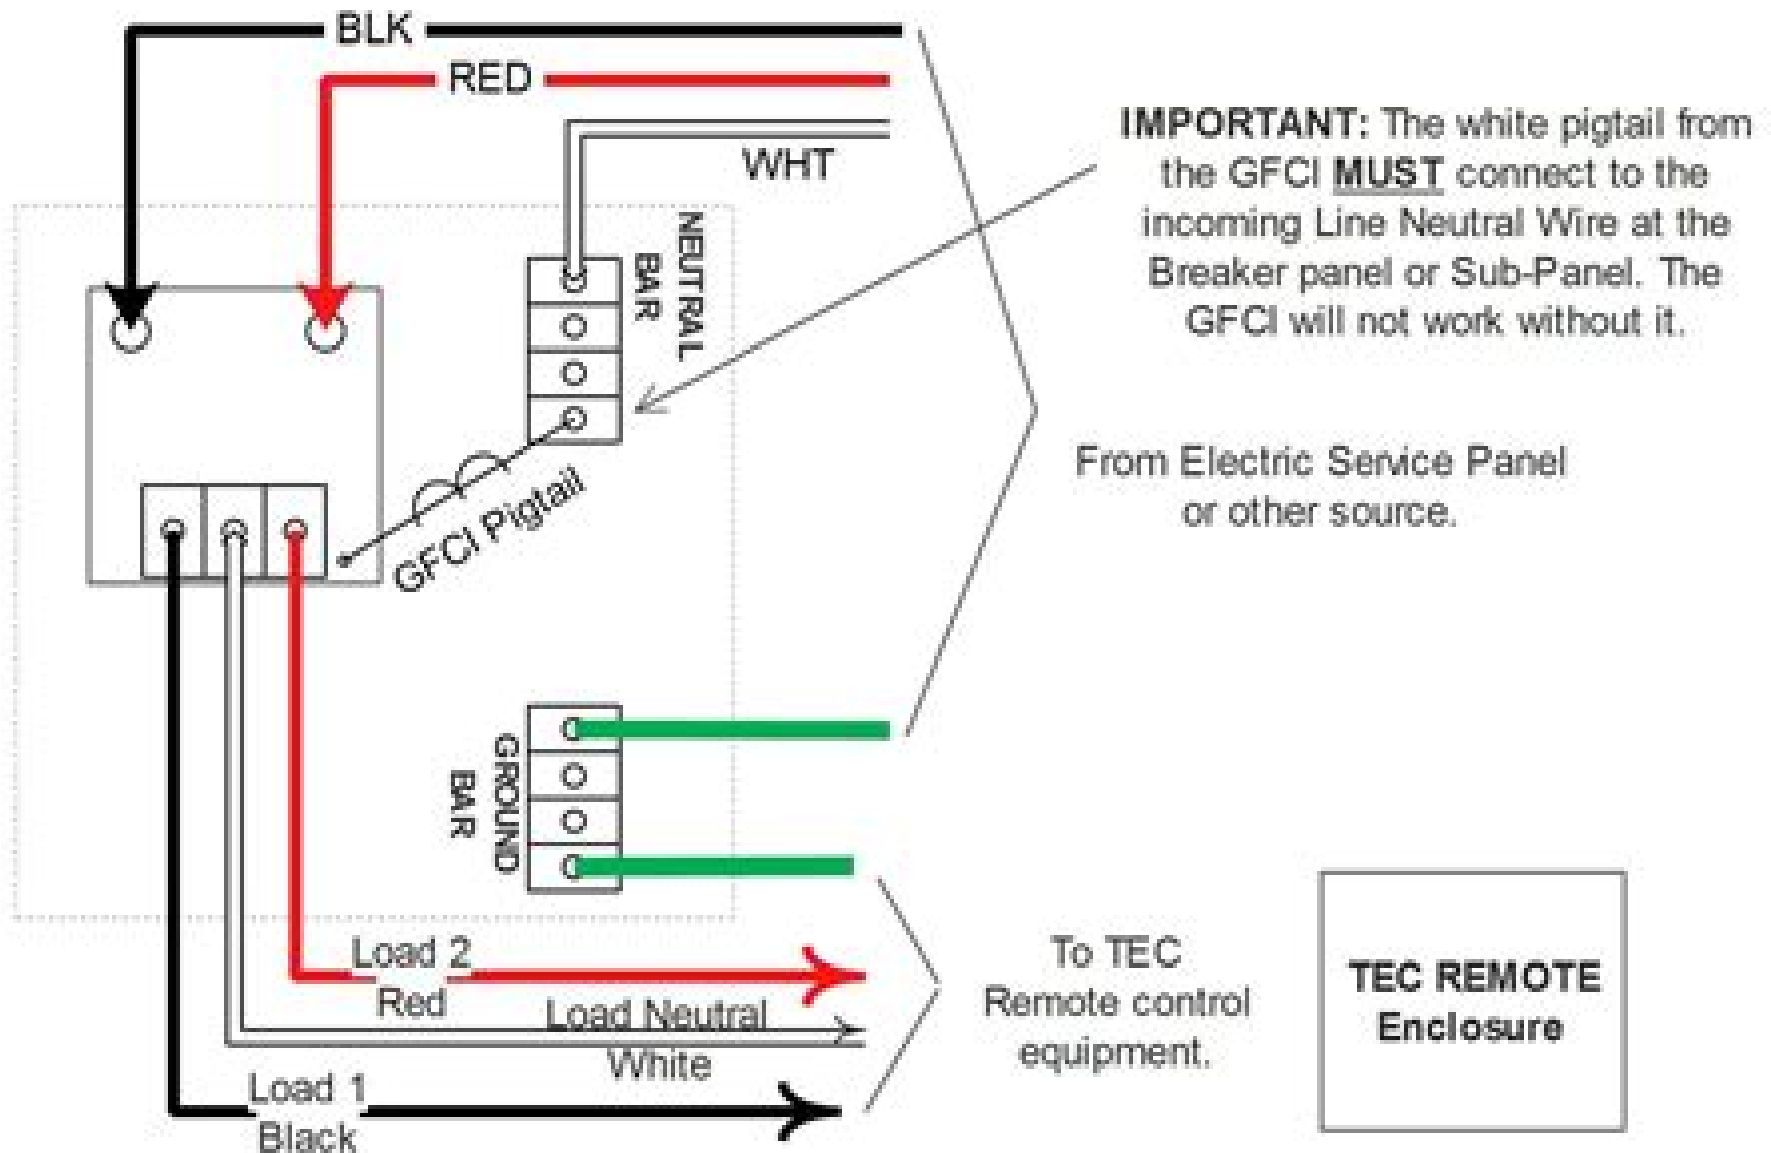 BLK
RED
WHT
IMPORTANT: The white pigtail from
the GFCI MUST connect to the
incoming Line Neutral Wire at the
Breaker panel or Sub-Panel. The
GFCI will not work without it.
NEUTRAL
BAR
GFCI Pigtail
From Electric Service Panel
or other source.
GROUND
BAR
Load 2
Red
Load Neutral
White
Load 1
Black
To TEC
Remote control
equipment.
TEC REMOTE
Enclosure